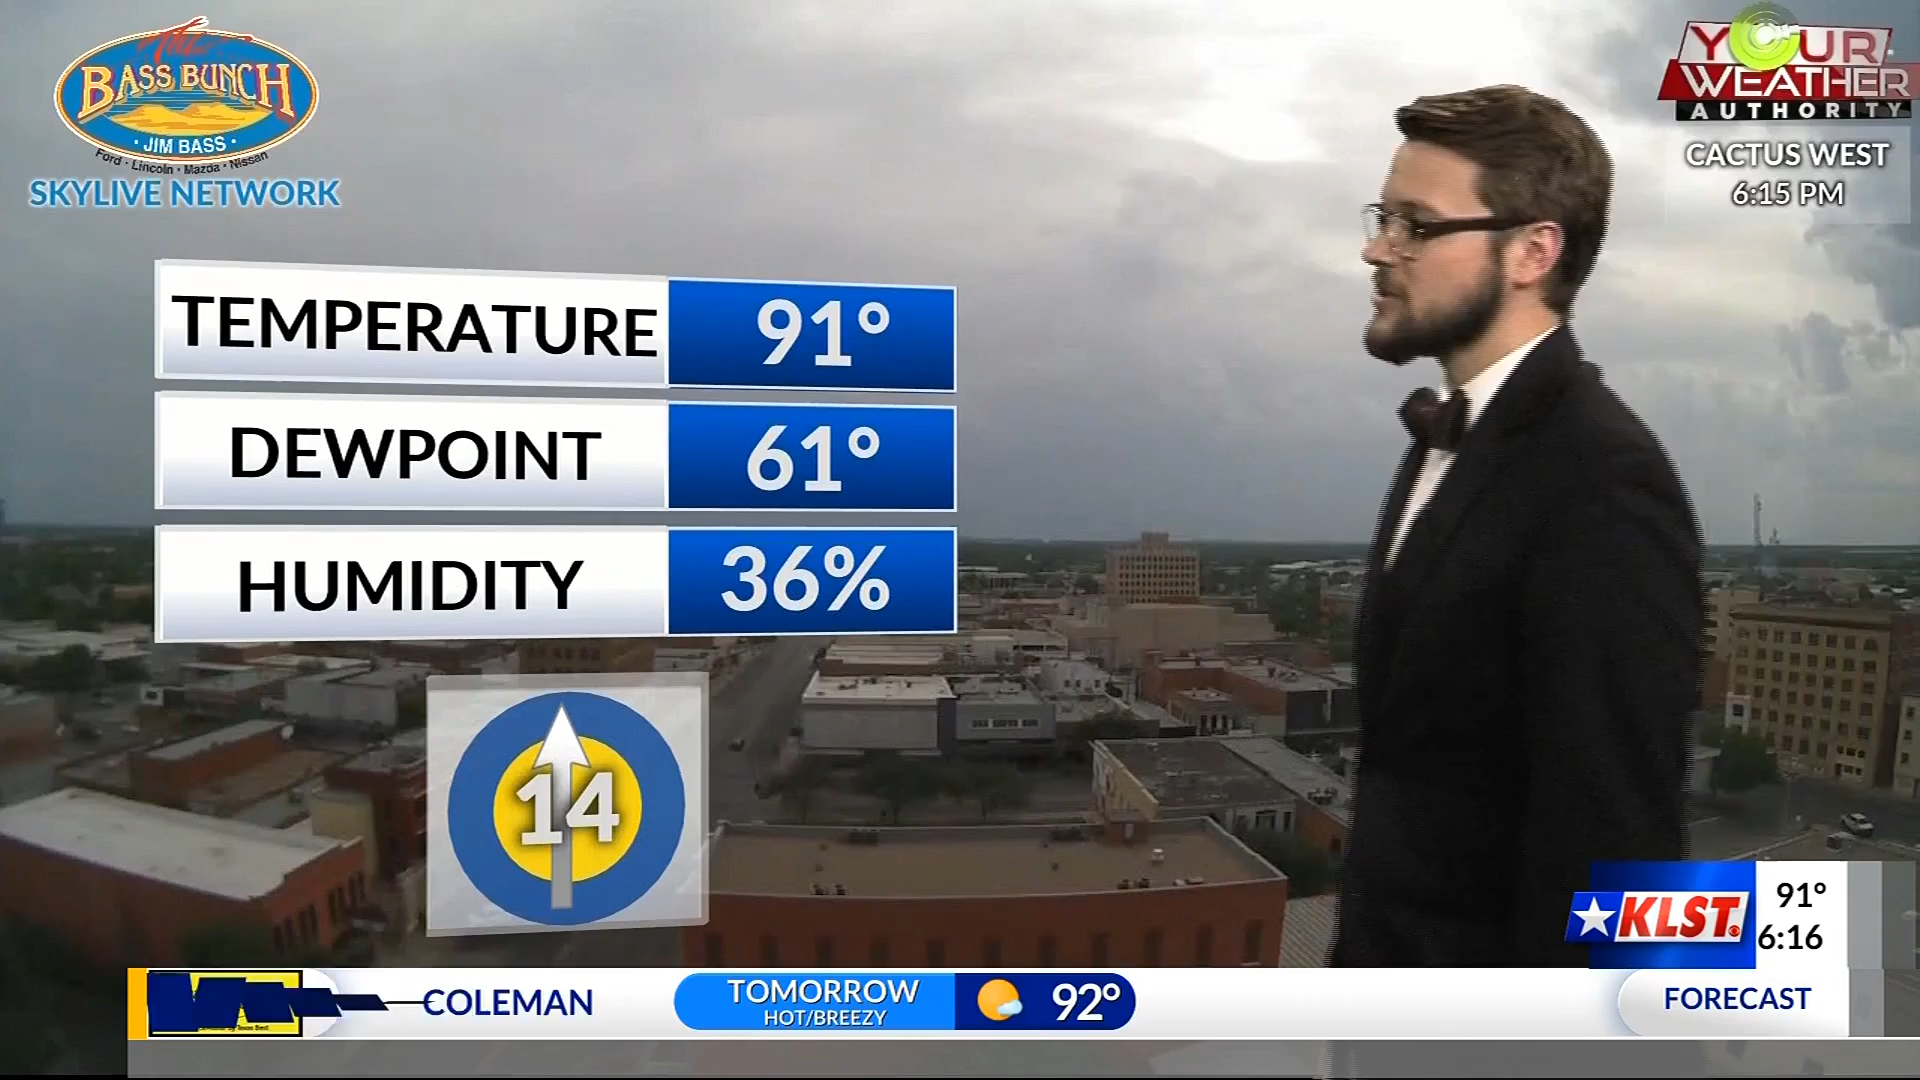 The
BASS BUNCH
• JIM BASS •
Ford • Lincoln • Mazda • Nissan
SKYLIVE NETWORK
YOUR
WEATHER
AUTHORITY
CACTUS WEST
6:15 PM
TEMPERATURE 91°
DEWPOINT 61°
HUMIDITY 36%
14
KLST
91°
6:16
COLEMAN
TOMORROW
HOT/BREEZY
92°
FORECAST